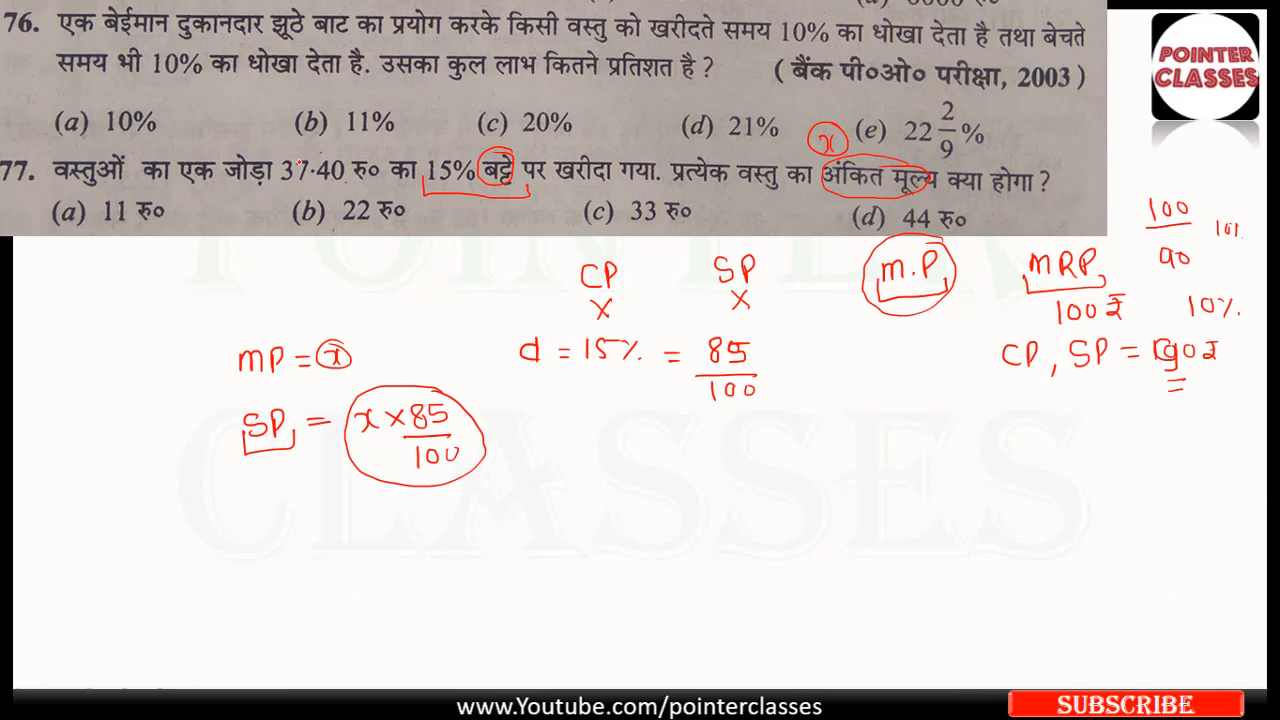 76. एक बेईमान दुकानदार झूठे बाट का प्रयोग करके किसी वस्तु को खरीदते समय 10% का धोखा देता है तथा बेचते
समय भी 10% का धोखा देता है. उसका कुल लाभ कितने प्रतिशत है ? ( बैंक पी०ओ० परीक्षा, 2003 )
(a) 10% (b) 11% (c) 20% (d) 21% (e) 22 2/9 %
x
77. वस्तुओं का एक जोड़ा 37·40 रु० का 15% बट्टे पर खरीदा गया. प्रत्येक वस्तु का अंकित मूल्य क्या होगा ?
(a) 11 रु० (b) 22 रु० (c) 33 रु० (d) 44 रु०
POINTER
CLASSES
100/90 10%
CP SP M.P MRP
x x 100 ₹ 10%
MP = x d = 15% = 85/100 CP, SP = 90 ₹
SP = x × 85/100
POINTER
CLASSES
www.Youtube.com/pointerclasses SUBSCRIBE